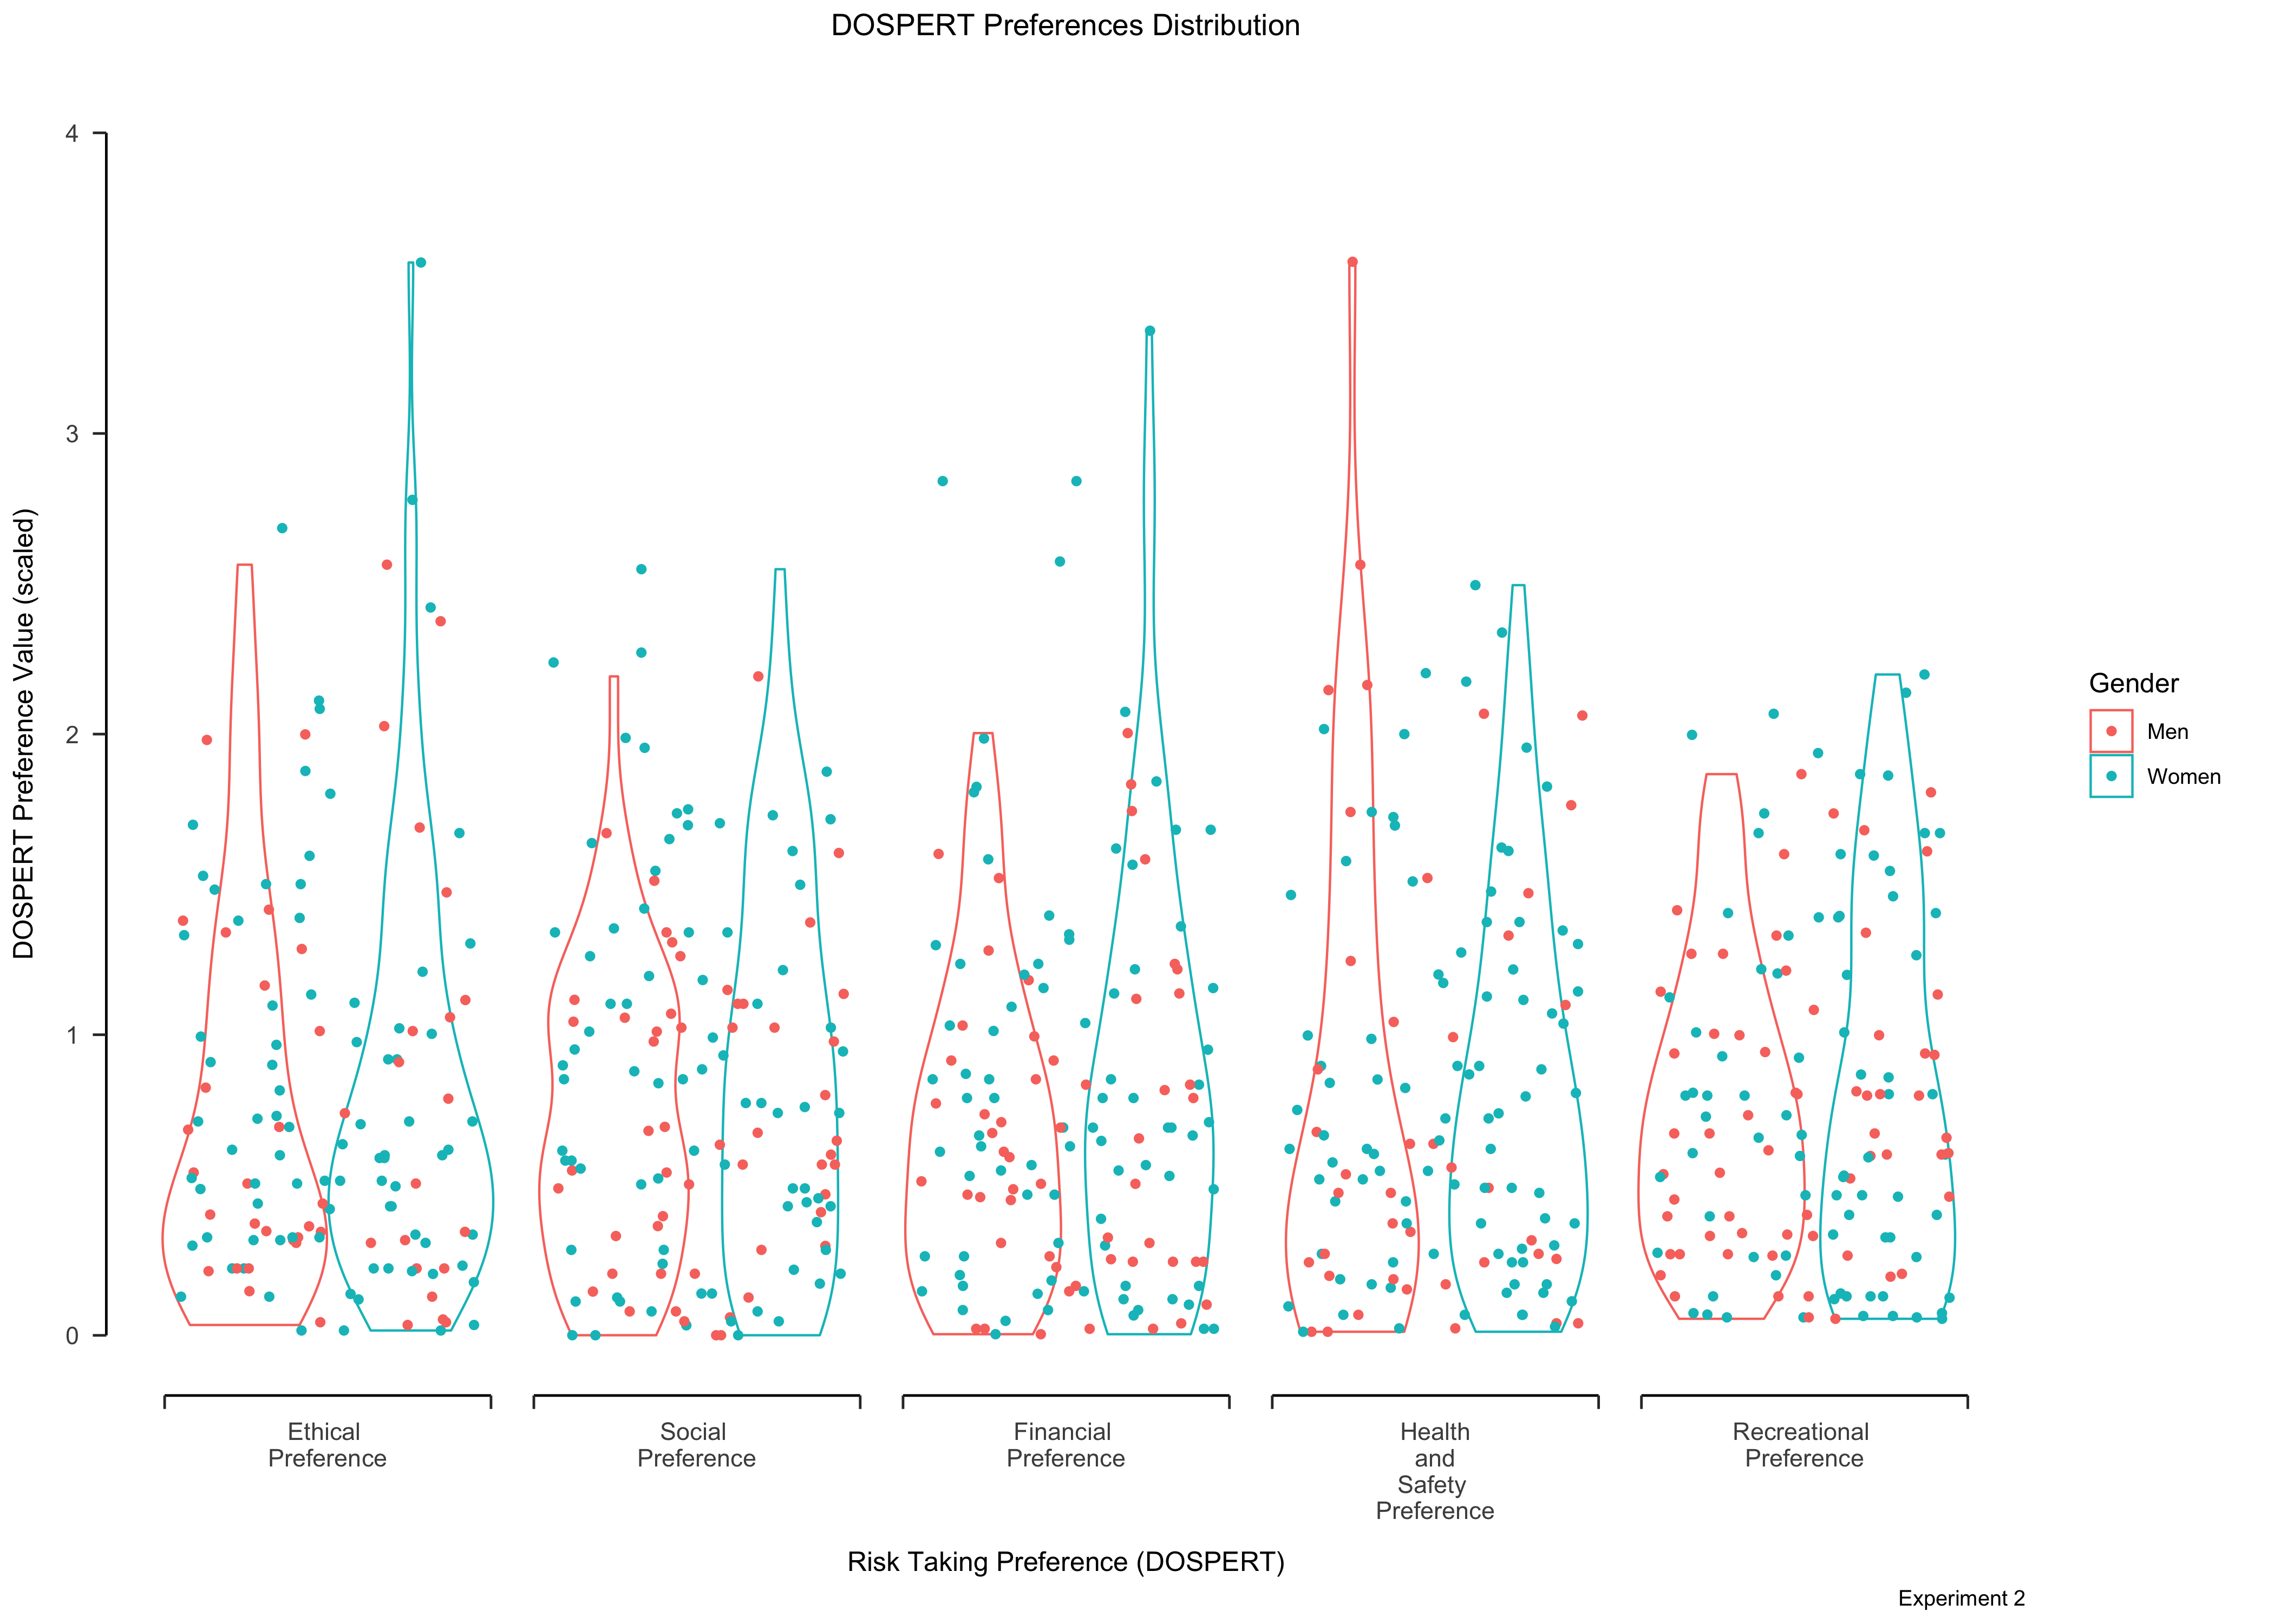 DOSPERT Preferences Distribution
DOSPERT Preference Value (scaled)
4
3
2
1
0
Ethical
Preference
Social
Preference
Financial
Preference
Health
and
Safety
Preference
Recreational
Preference
Risk Taking Preference (DOSPERT)
Gender
Men
Women
Experiment 2